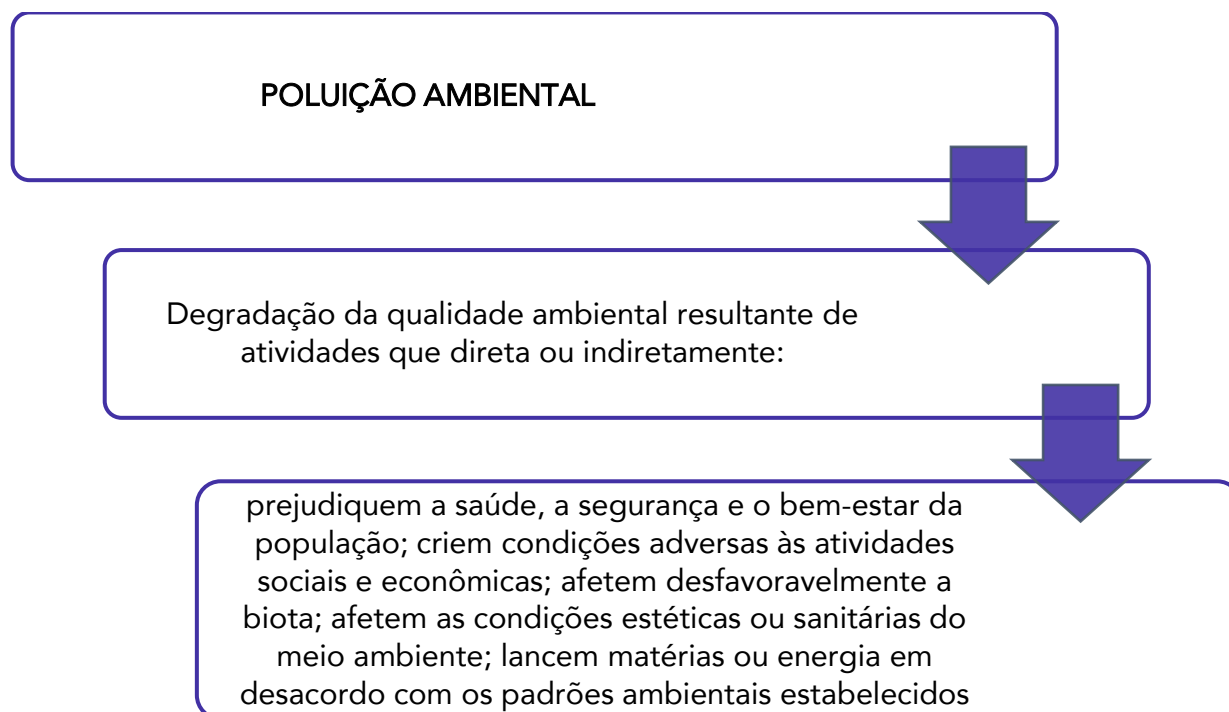 POLUIÇÃO AMBIENTAL
Degradação da qualidade ambiental resultante de
atividades que direta ou indiretamente:
prejudiquem a saúde, a segurança e o bem-estar da
população; criem condições adversas às atividades
sociais e econômicas; afetem desfavoravelmente a
biota; afetem as condições estéticas ou sanitárias do
meio ambiente; lancem matérias ou energia em
desacordo com os padrões ambientais estabelecidos